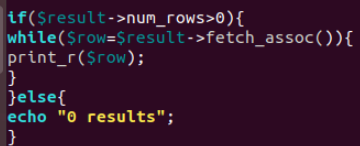 if($result->num_rows>0){
while($row=$result->fetch_assoc()){
print_r($row);
}
}else{
echo "0 results";
}